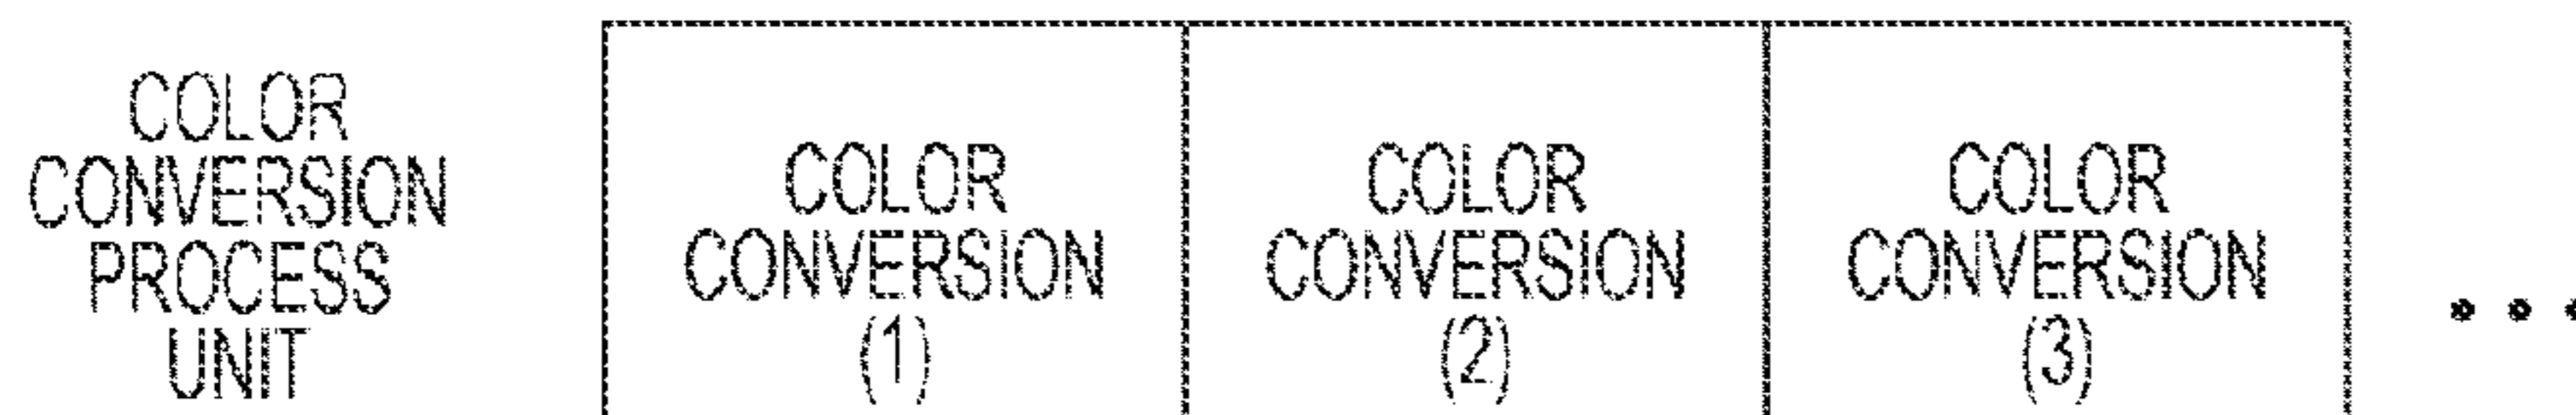 COLOR
CONVERSION
PROCESS
UNIT
COLOR
CONVERSION
(1)
COLOR
CONVERSION
(2)
COLOR
CONVERSION
(3)
...